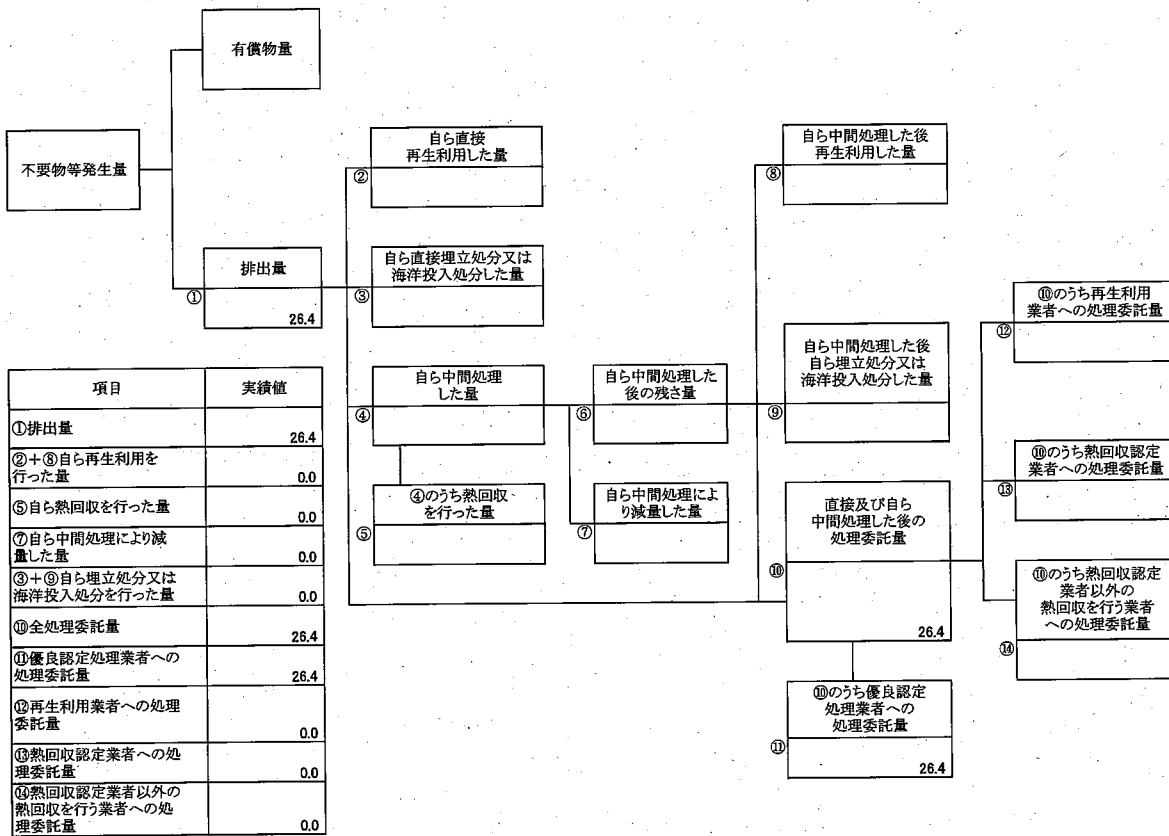 有償物量
不要物等発生量
自ら直接
再生利用した量
②
自ら中間処理した後
再生利用した量
⑧
排出量
①
26.4
自ら直接埋立処分又は
海洋投入処分した量
③
⑩のうち再生利用
業者への処理委託量
⑫
自ら中間処理
した量
④
自ら中間処理した
後の残さ量
⑥
自ら中間処理した後
自ら埋立処分又は
海洋投入処分した量
⑨
⑩のうち熱回収認定
業者への処理委託量
⑬
④のうち熱回収
を行った量
⑤
自ら中間処理によ
り減量した量
⑦
直接及び自ら
中間処理した後の
処理委託量
⑩
26.4
⑩のうち熱回収認定
業者以外の
熱回収を行う業者
への処理委託量
⑭
⑩のうち優良認定
処理業者への
処理委託量
⑪
26.4
項目 実績値
①排出量
26.4
②+⑧自ら再生利用を
行った量
0.0
⑤自ら熱回収を行った量
0.0
⑦自ら中間処理により減
量した量
0.0
③+⑨自ら埋立処分又は
海洋投入処分を行った量
0.0
⑩全処理委託量
26.4
⑪優良認定処理業者への
処理委託量
26.4
⑫再生利用業者への処理
委託量
0.0
⑬熱回収認定業者への処
理委託量
0.0
⑭熱回収認定業者以外の
熱回収を行う業者への処
理委託量
0.0